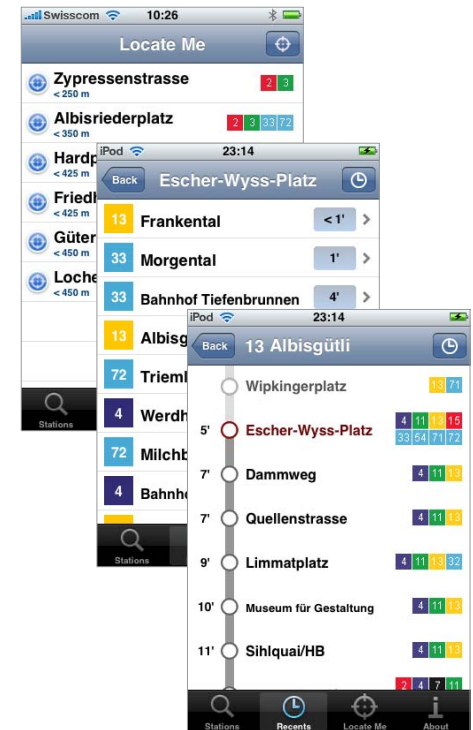 Swisscom 10:26
Locate Me
Zypressenstrasse 2 3
< 250 m
Albisriederplatz 2 3 33 72
< 350 m
Hardp
< 425 m
Friedh
< 425 m
Güter
< 450 m
Loche
< 450 m
Stations
iPod 23:14
Back Escher-Wyss-Platz
13 Frankental < 1'
33 Morgental 1'
33 Bahnhof Tiefenbrunnen 4'
13 Albisg
72 Trieml
4 Werdh
72 Milchb
4 Bahnh
Stations
iPod 23:14
Back 13 Albisgütli
Wipkingerplatz 13 71
5' Escher-Wyss-Platz 4 11 13 15
33 54 71 72
7' Dammweg 4 11 13
7' Quellenstrasse 4 11 13
9' Limmatplatz 4 11 13 32
10' Museum für Gestaltung 4 11 13
11' Sihlquai/HB 4 11 13
2 4 7 11
Stations Recents Locate Me About